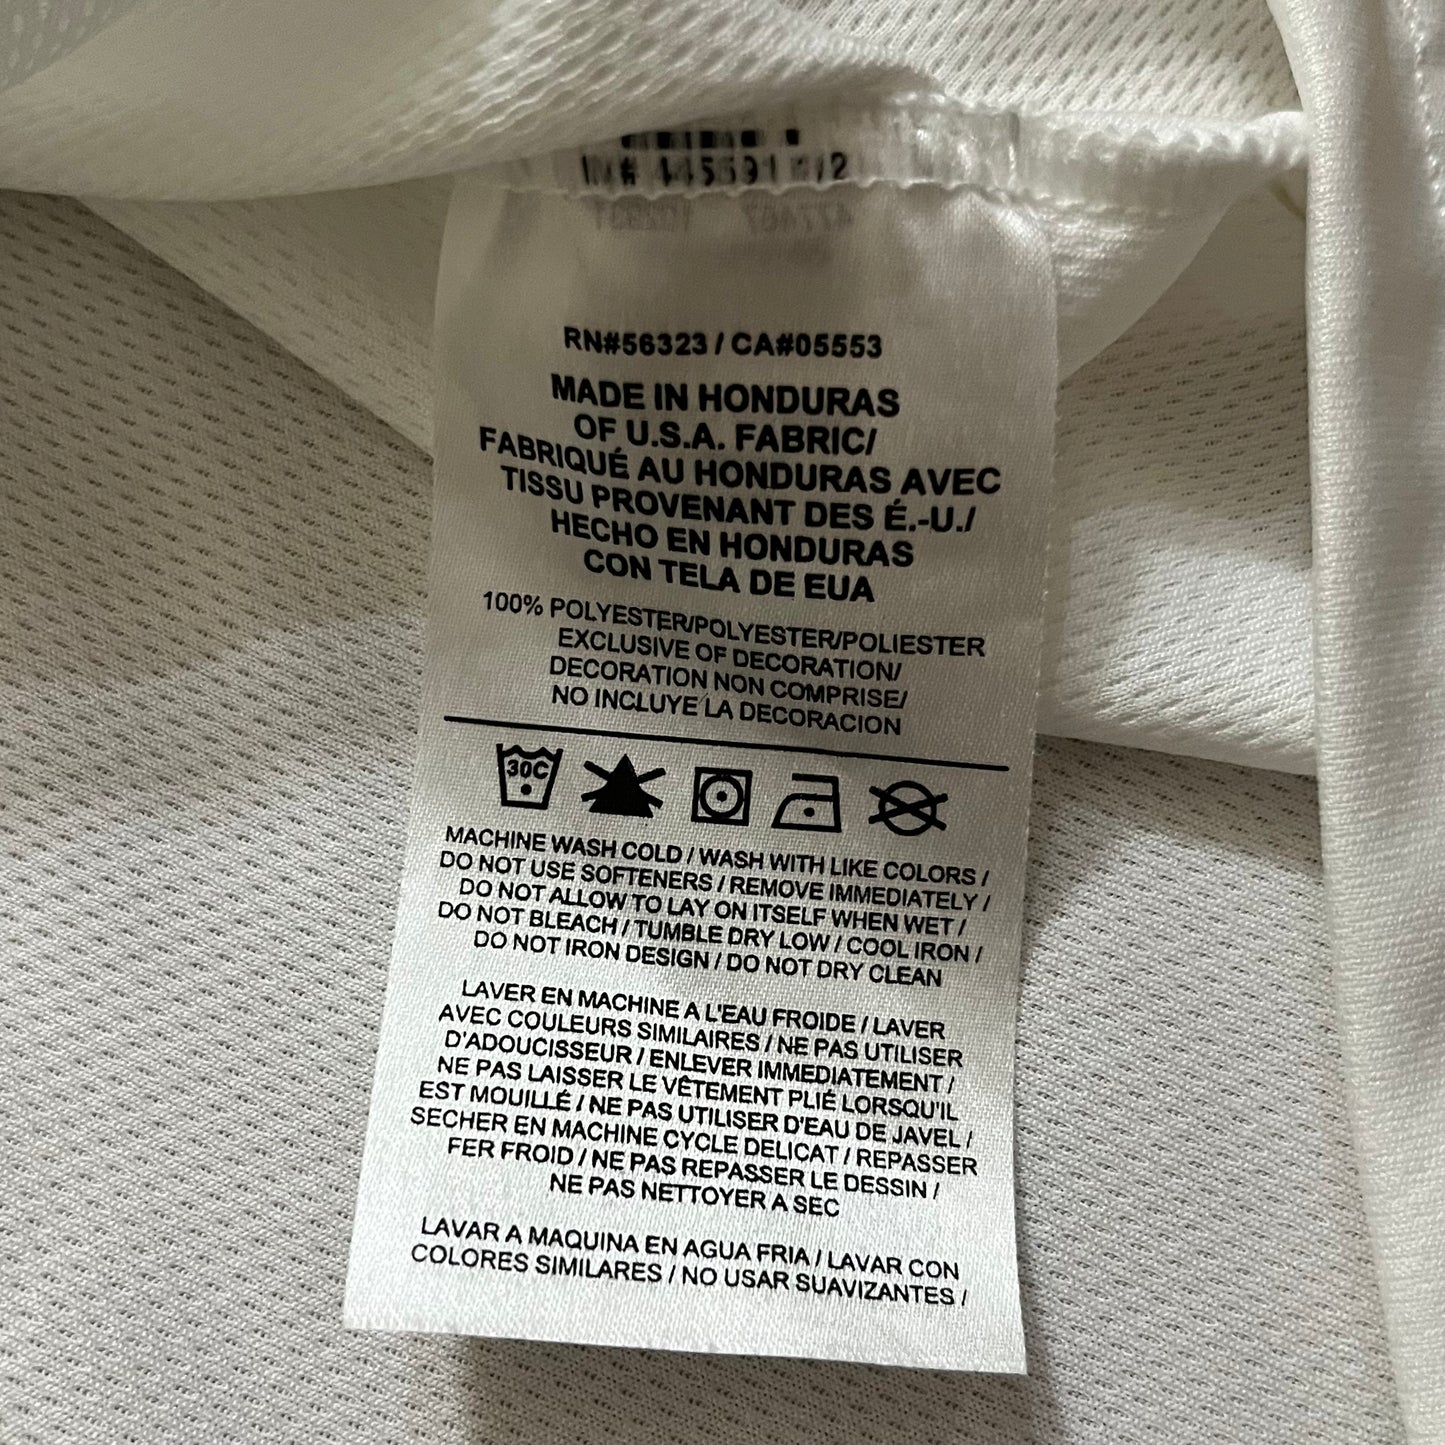 RN#56323 / CA#05553
MADE IN HONDURAS
OF U.S.A. FABRIC/
FABRIQUÉ AU HONDURAS AVEC
TISSU PROVENANT DES É.-U./
HECHO EN HONDURAS
CON TELA DE EUA
100% POLYESTER/POLYESTER/POLIESTER
EXCLUSIVE OF DECORATION/
DECORATION NON COMPRISE/
NO INCLUYE LA DECORACION
30C
MACHINE WASH COLD / WASH WITH LIKE COLORS /
DO NOT USE SOFTENERS / REMOVE IMMEDIATELY /
DO NOT ALLOW TO LAY ON ITSELF WHEN WET /
DO NOT BLEACH / TUMBLE DRY LOW / COOL IRON /
DO NOT IRON DESIGN / DO NOT DRY CLEAN
LAVER EN MACHINE A L'EAU FROIDE / LAVER
AVEC COULEURS SIMILAIRES / NE PAS UTILISER
D'ADOUCISSEUR / ENLEVER IMMEDIATEMENT /
NE PAS LAISSER LE VÊTEMENT PLIÉ LORSQU'IL
EST MOUILLÉ / NE PAS UTILISER D'EAU DE JAVEL /
SECHER EN MACHINE CYCLE DELICAT / REPASSER
FER FROID / NE PAS REPASSER LE DESSIN /
NE PAS NETTOYER A SEC
LAVAR A MAQUINA EN AGUA FRIA / LAVAR CON
COLORES SIMILARES / NO USAR SUAVIZANTES /